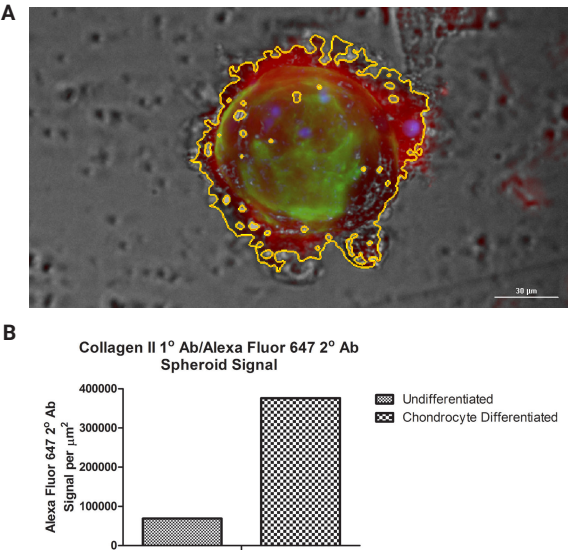 A
30 µm
B
Collagen II 1° Ab/Alexa Fluor 647 2° Ab
Spheroid Signal
Alexa Fluor 647 2° Ab
Signal per µm²
400000
300000
200000
100000
0
Undifferentiated
Chondrocyte Differentiated